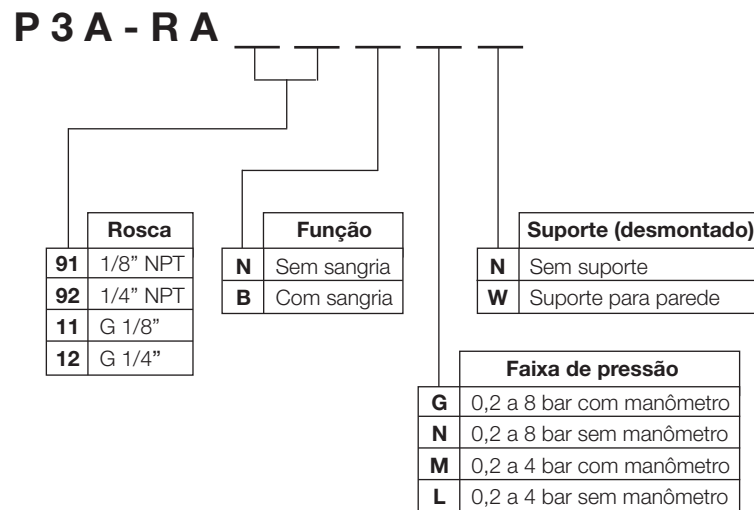 P3A-RA
Rosca
91 1/8” NPT
92 1/4” NPT
11 G 1/8”
12 G 1/4”
Função
N Sem sangria
B Com sangria
Suporte (desmontado)
N Sem suporte
W Suporte para parede
Faixa de pressão
G 0,2 a 8 bar com manômetro
N 0,2 a 8 bar sem manômetro
M 0,2 a 4 bar com manômetro
L 0,2 a 4 bar sem manômetro